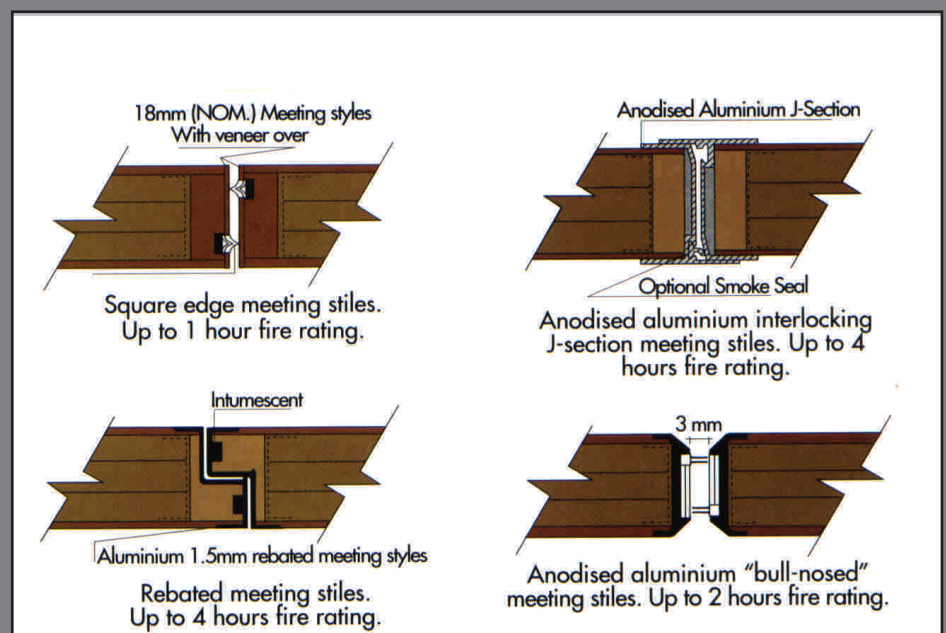 18mm (NOM.) Meeting styles
With veneer over
Square edge meeting stiles.
Up to 1 hour fire rating.
Anodised Aluminium J-Section
Optional Smoke Seal
Anodised aluminium interlocking
J-section meeting stiles. Up to 4
hours fire rating.
Intumescent
Aluminium 1.5mm rebated meeting styles
Rebated meeting stiles.
Up to 4 hours fire rating.
3 mm
Anodised aluminium “bull-nosed”
meeting stiles. Up to 2 hours fire rating.